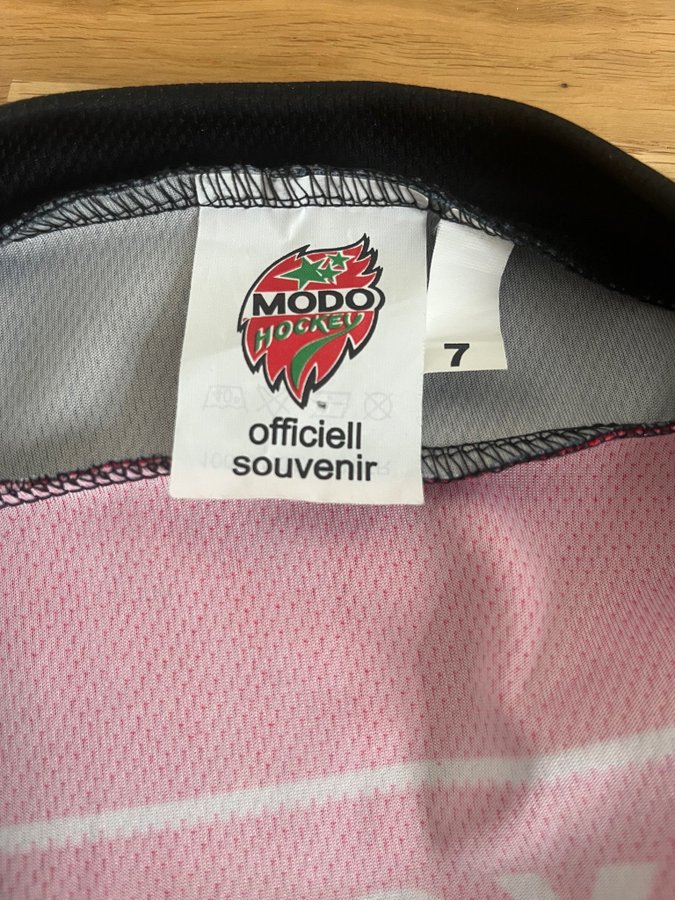 MODO
HOCKEY
officiell
souvenir
7